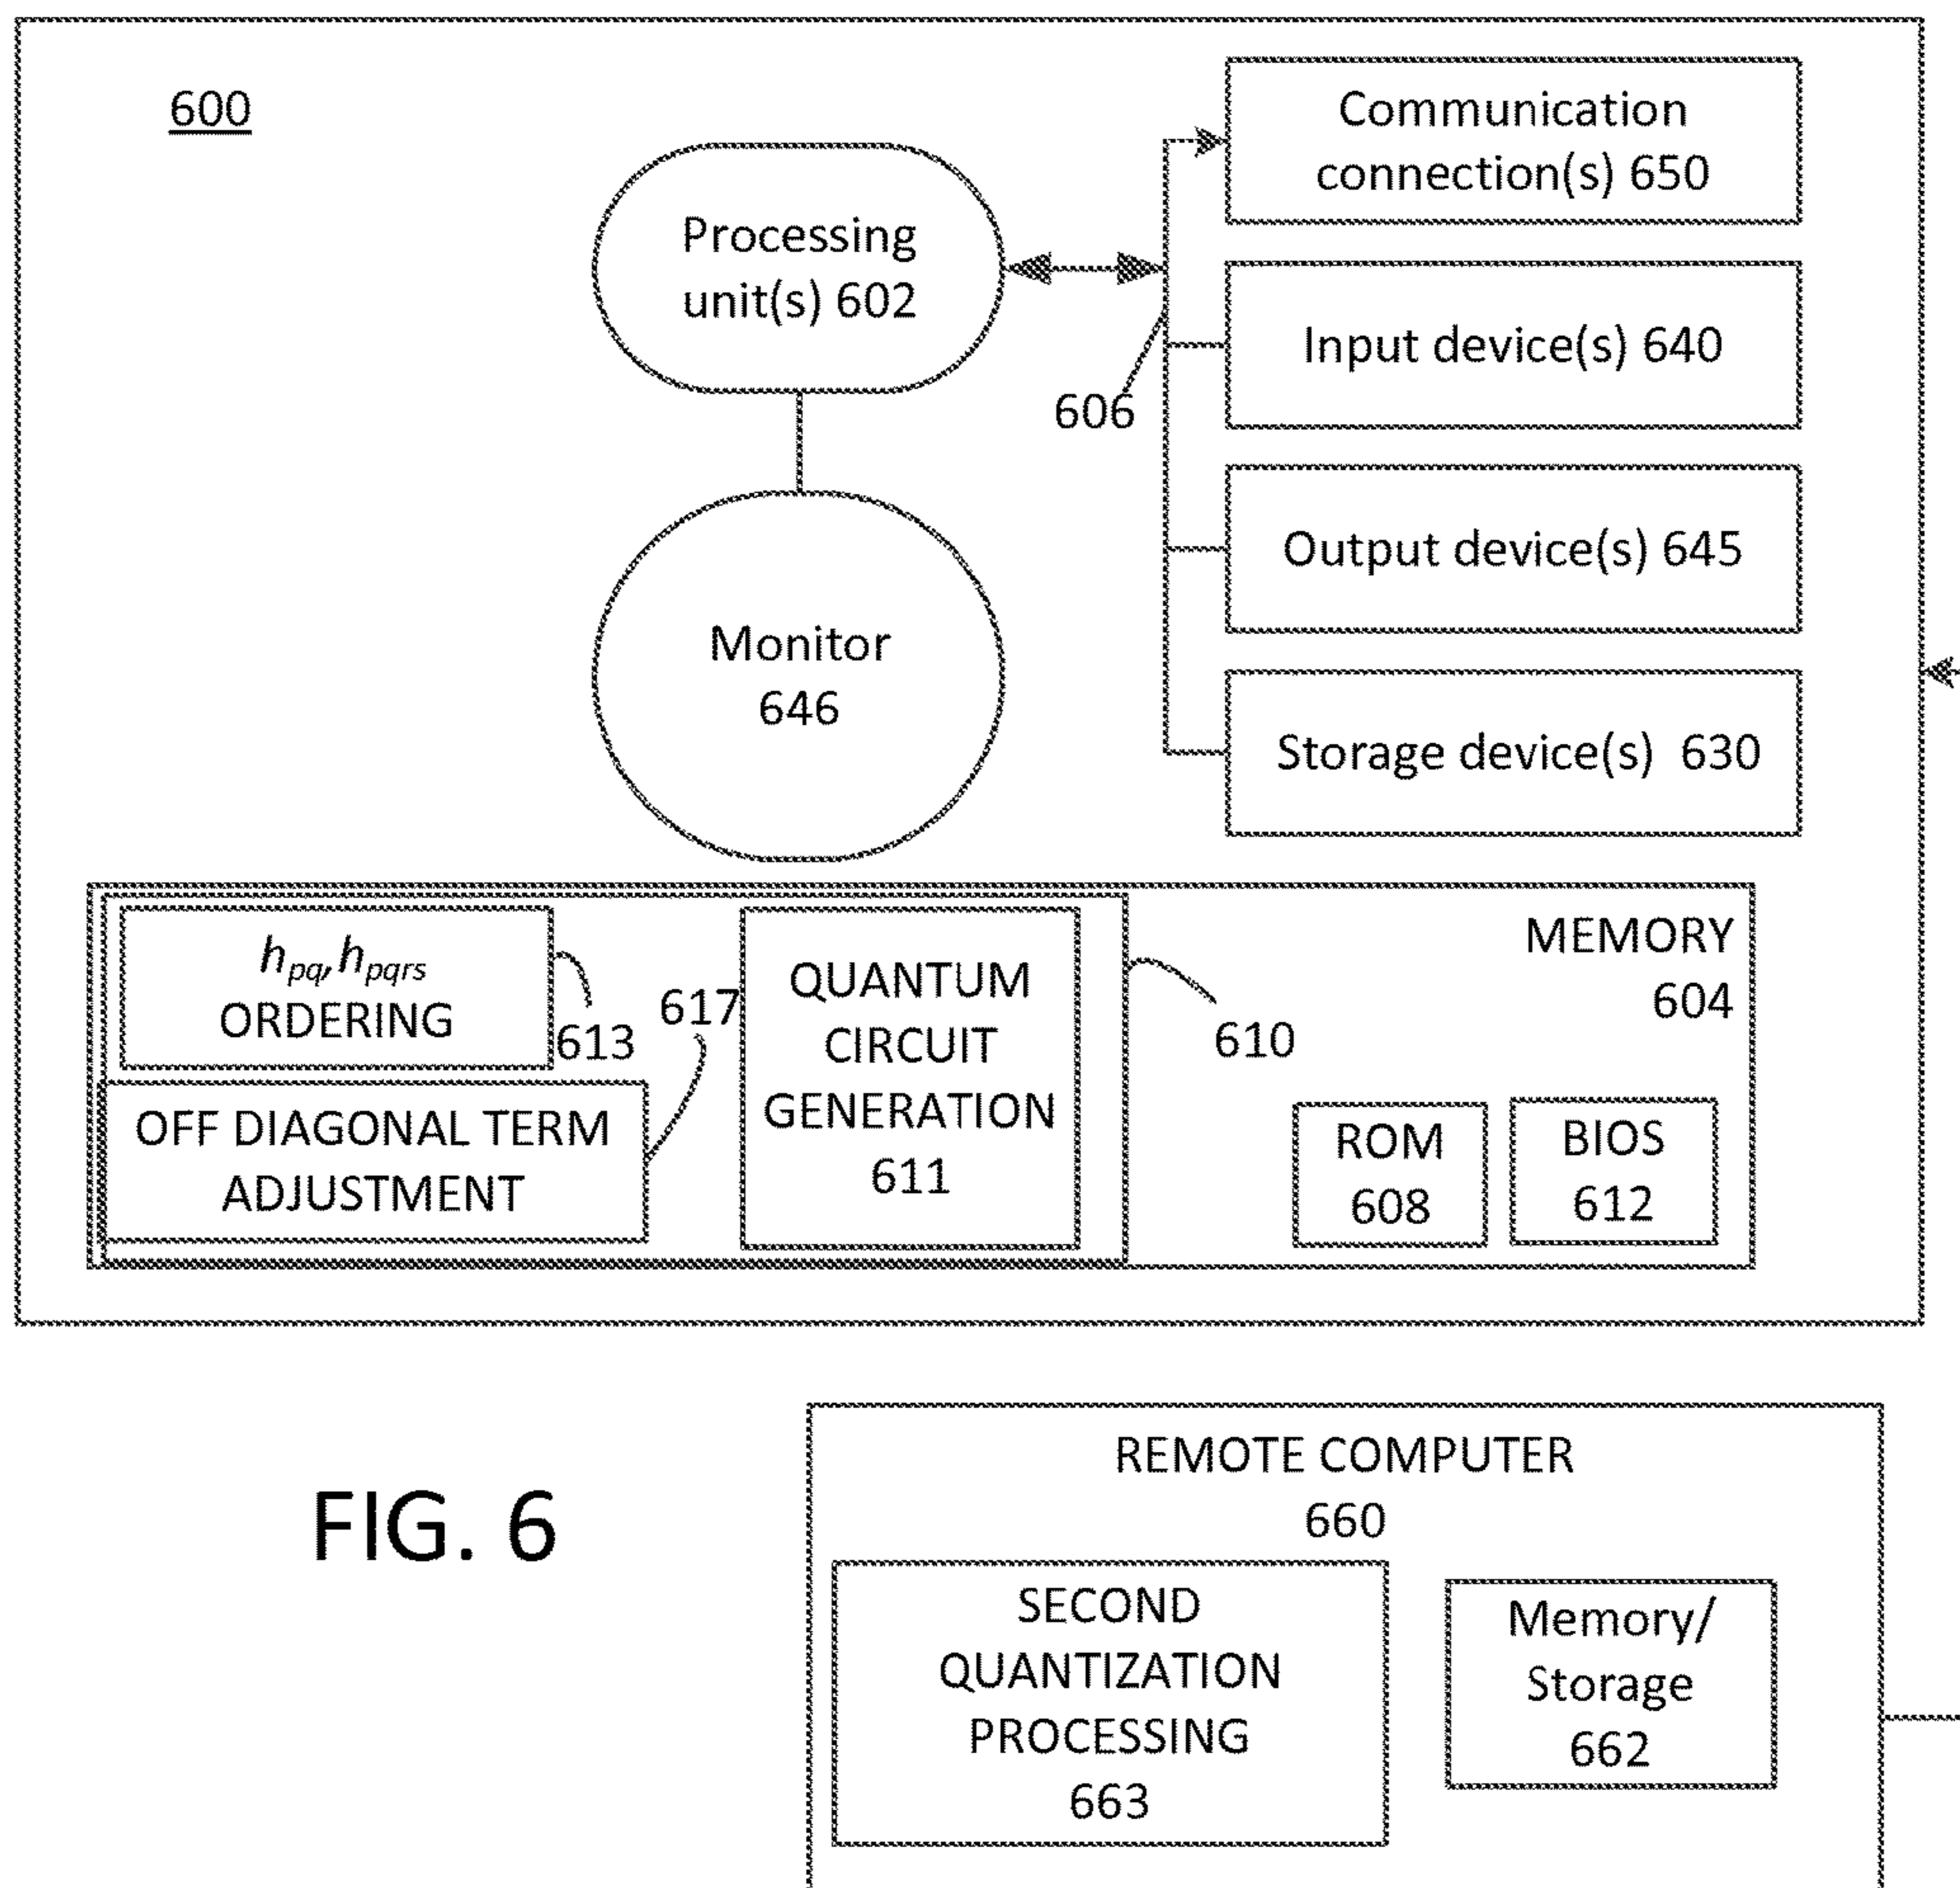 600
Communication
connection(s) 650
Processing
unit(s) 602
Input device(s) 640
606
Output device(s) 645
Monitor
646
Storage device(s) 630
hpq, hpqrs
ORDERING
613
617
OFF DIAGONAL TERM
ADJUSTMENT
QUANTUM
CIRCUIT
GENERATION
611
610
MEMORY
604
ROM
608
BIOS
612
FIG. 6
REMOTE COMPUTER
660
SECOND
QUANTIZATION
PROCESSING
663
Memory/
Storage
662